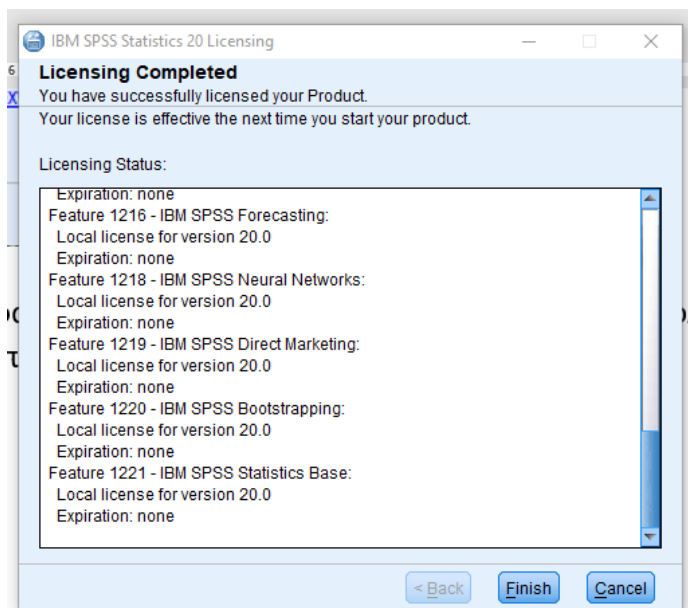 IBM SPSS Statistics 20 Licensing
Licensing Completed
You have successfully licensed your Product.
Your license is effective the next time you start your product.
Licensing Status:
Expiration: none
Feature 1216 - IBM SPSS Forecasting:
Local license for version 20.0
Expiration: none
Feature 1218 - IBM SPSS Neural Networks:
Local license for version 20.0
Expiration: none
Feature 1219 - IBM SPSS Direct Marketing:
Local license for version 20.0
Expiration: none
Feature 1220 - IBM SPSS Bootstrapping:
Local license for version 20.0
Expiration: none
Feature 1221 - IBM SPSS Statistics Base:
Local license for version 20.0
Expiration: none
< Back Finish Cancel